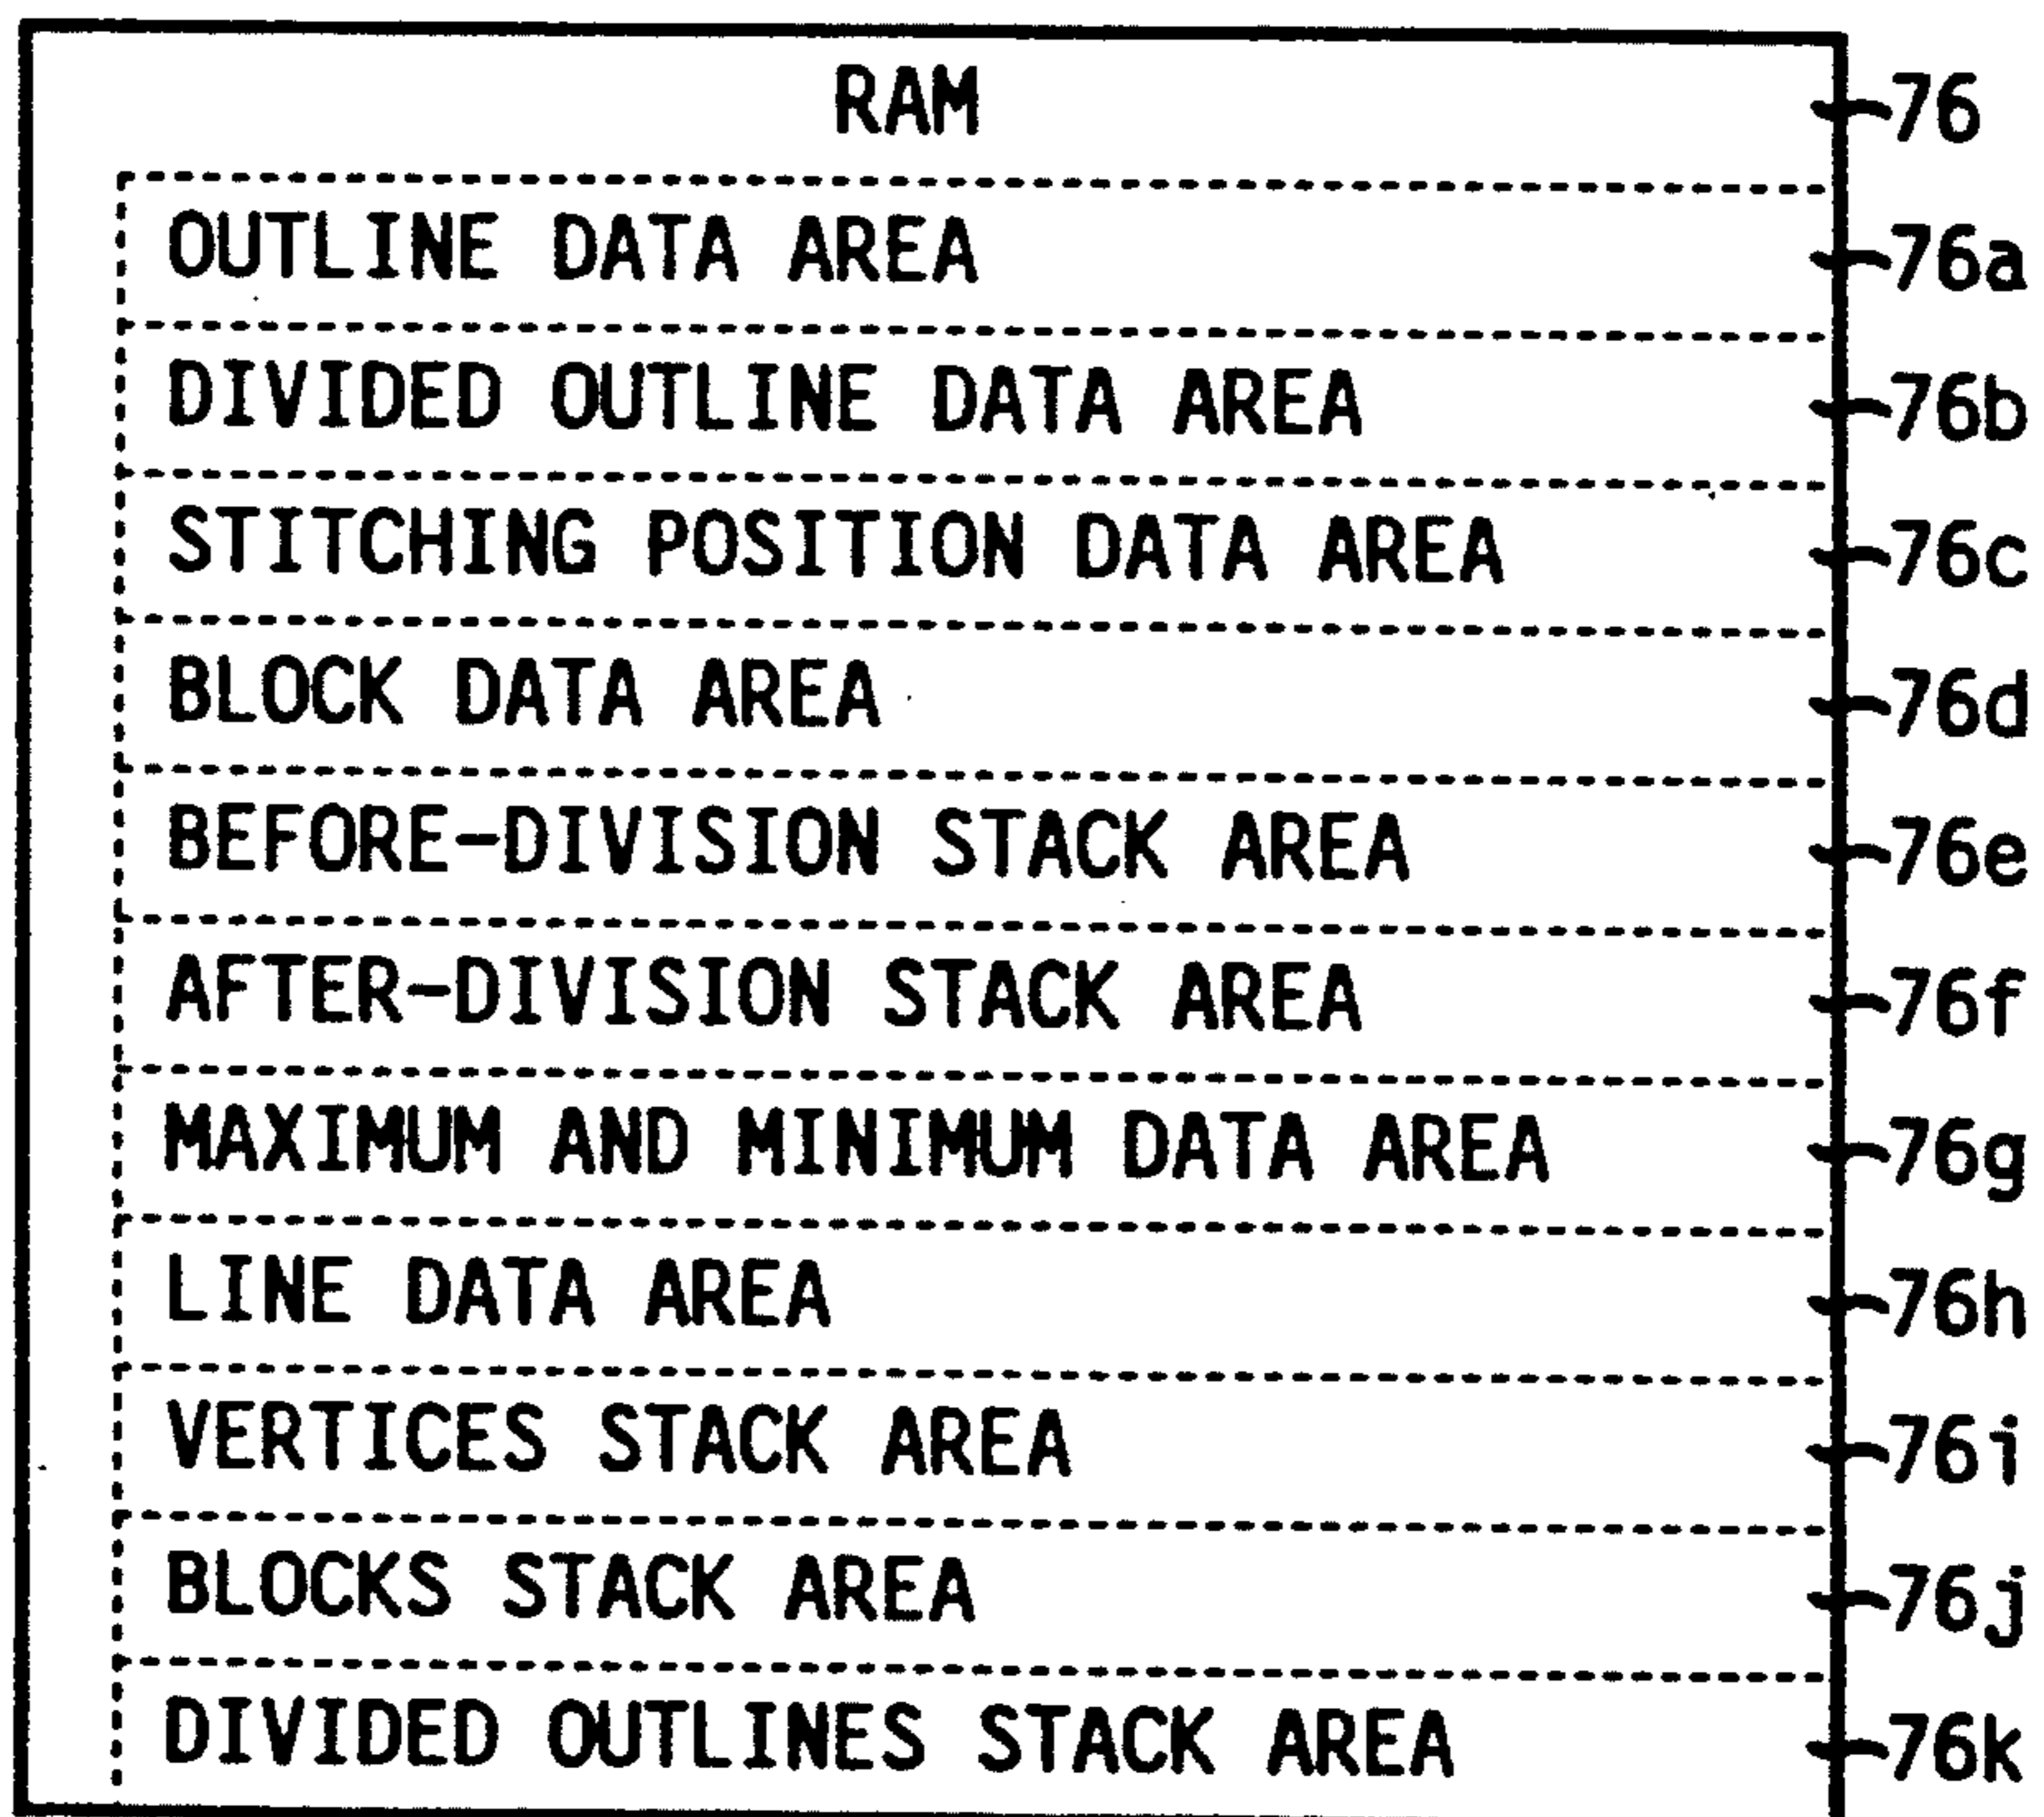 RAM 76
OUTLINE DATA AREA 76a
DIVIDED OUTLINE DATA AREA 76b
STITCHING POSITION DATA AREA 76c
BLOCK DATA AREA 76d
BEFORE-DIVISION STACK AREA 76e
AFTER-DIVISION STACK AREA 76f
MAXIMUM AND MINIMUM DATA AREA 76g
LINE DATA AREA 76h
VERTICES STACK AREA 76i
BLOCKS STACK AREA 76j
DIVIDED OUTLINES STACK AREA 76k